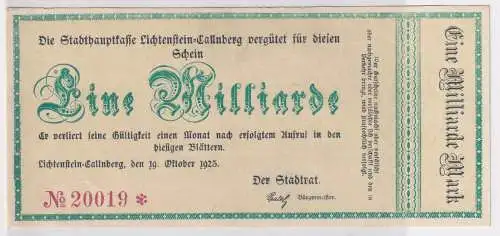 Die Stadthauptkasse Lichtenstein-Callnberg vergütet für diesen
Schein
Eine Milliarde
Er verliert seine Gültigkeit einen Monat nach erfolgtem Aufruf in den
hiesigen Blättern.
Lichtenstein-Callnberg, den 19. Oktober 1923.
Der Stadtrat.
Bürgermeister.
No 20019 *
Eine Milliarde Mark